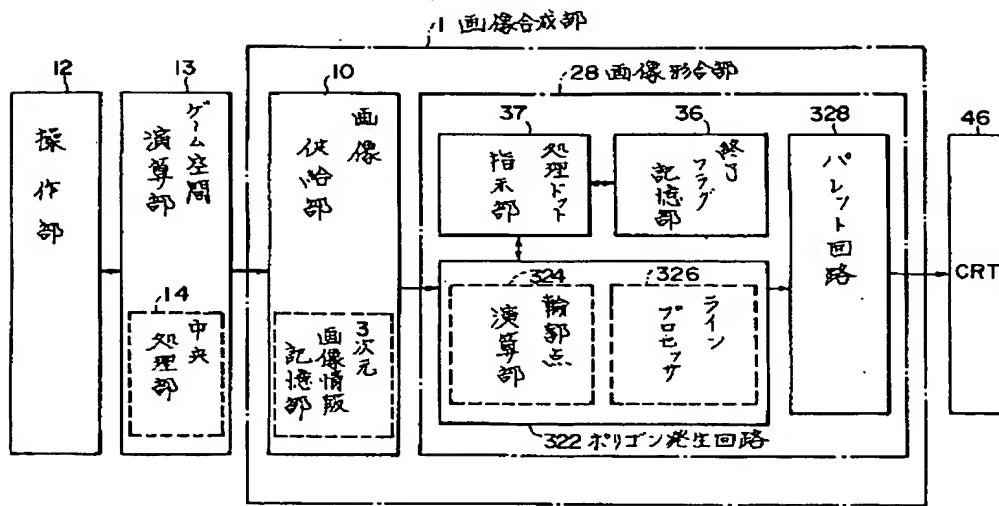 1 画像合成部
12
操作部
13
ゲーム空間
演算部
14
中央
処理部
10
画像
供給部
3次元
画像情報
記憶部
28 画像形合部
37
処理ドット
指示部
36
終了
フラグ
記憶部
324
輪郭点
演算部
326
ライン
プロセッサ
322 ポリゴン発生回路
328
パレット回路
46
CRT